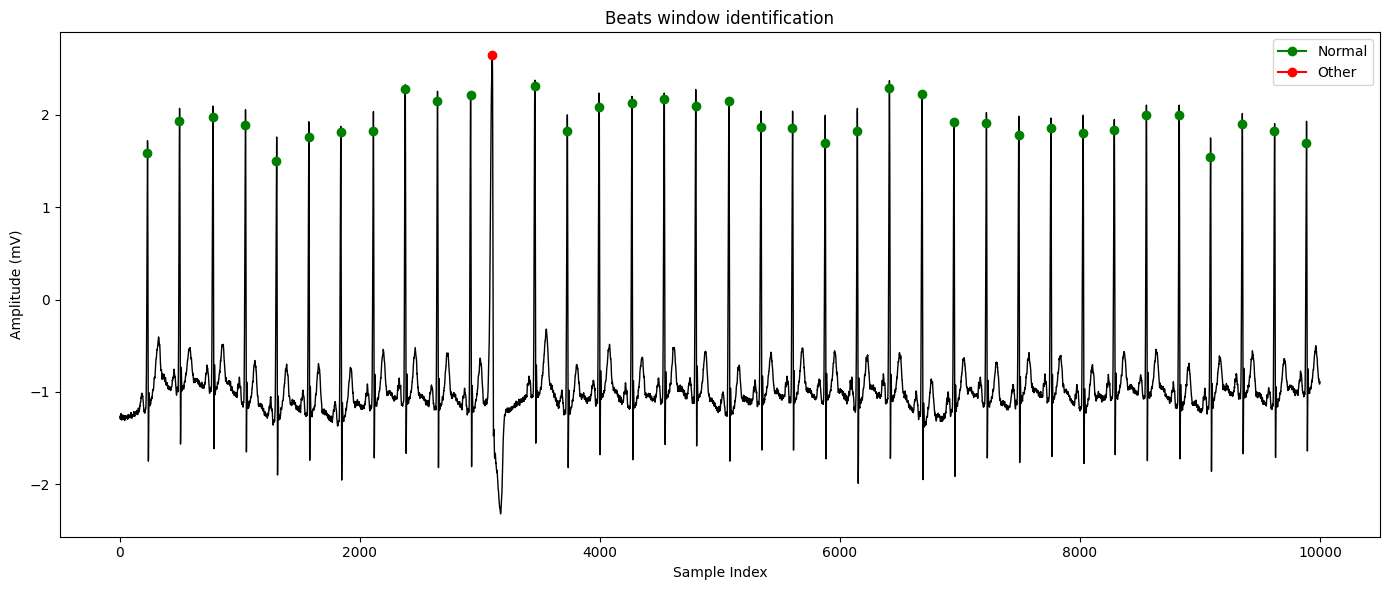 Beats window identification
Normal
Other
Amplitude (mV)
2
1
0
−1
−2
0
2000
4000
6000
8000
10000
Sample Index